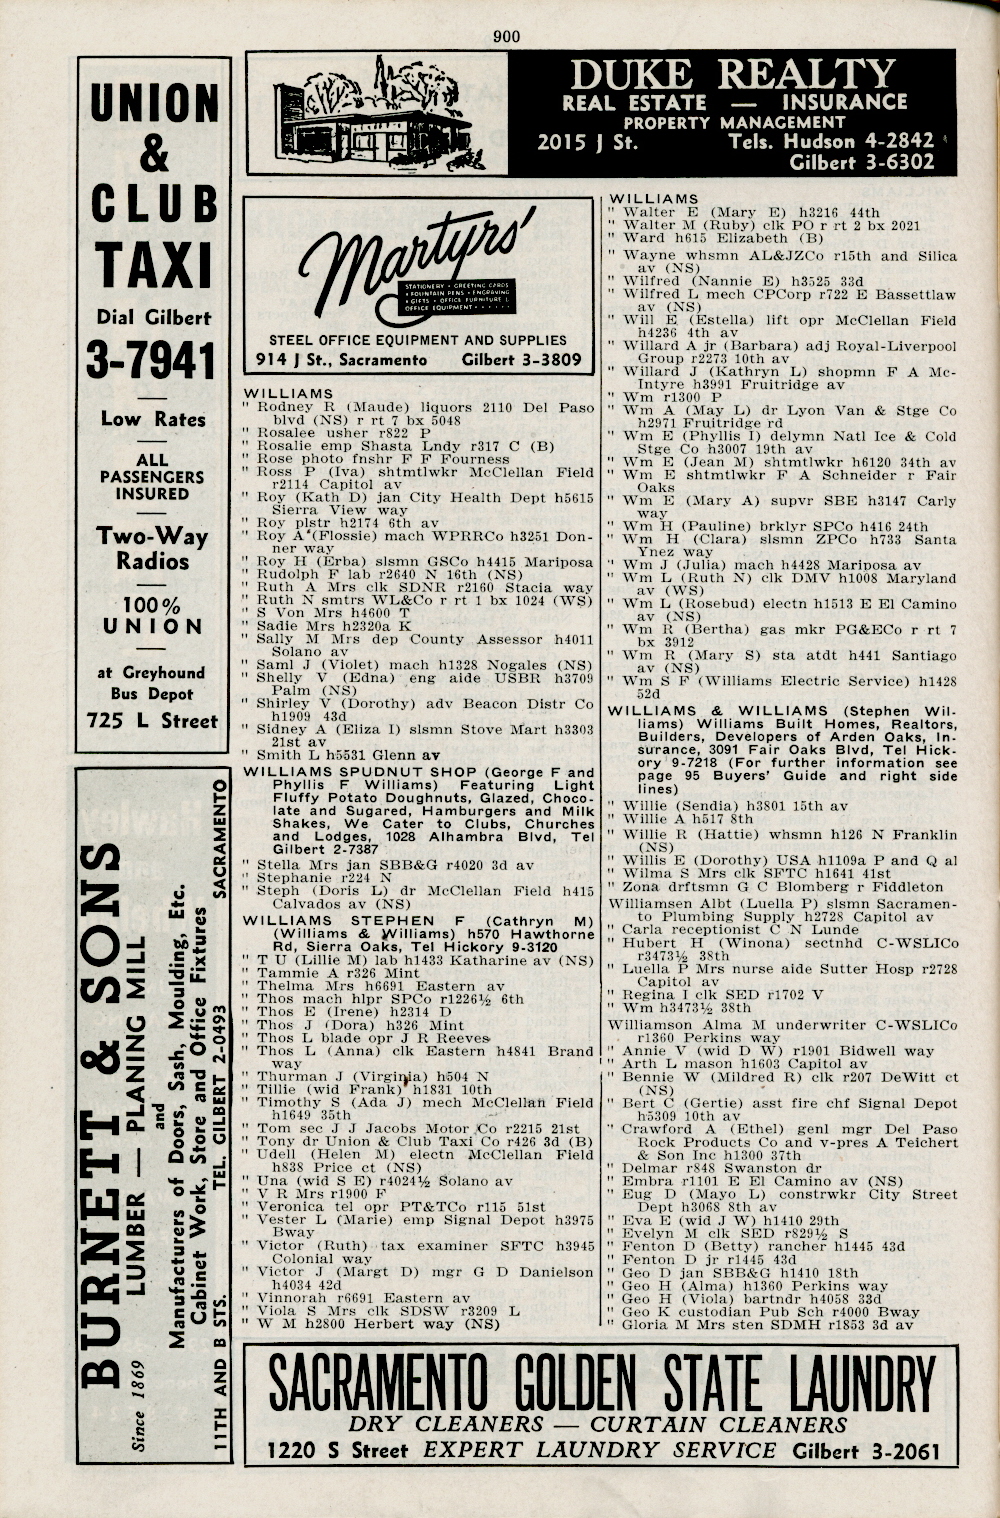 900
UNION
&
CLUB
TAXI
Dial Gilbert
3-7941
Low Rates
ALL
PASSENGERS
INSURED
Two-Way
Radios
100%
UNION
at Greyhound
Bus Depot
725 L Street
BURNETT & SONS
Since 1869 LUMBER — PLANING MILL
and
Manufacturers of Doors, Sash, Moulding, Etc.
Cabinet Work, Store and Office Fixtures
11TH AND B STS. TEL. GILBERT 2-0493 SACRAMENTO
DUKE REALTY
REAL ESTATE — INSURANCE
PROPERTY MANAGEMENT
2015 J St. Tels. Hudson 4-2842
Gilbert 3-6302
Martyrs'
STATIONERY • GREETING CARDS
• FOUNTAIN PENS • ENGRAVING
• GIFTS • OFFICE FURNITURE &
OFFICE EQUIPMENT • • • • • •
STEEL OFFICE EQUIPMENT AND SUPPLIES
914 J St., Sacramento Gilbert 3-3809
WILLIAMS
" Rodney R (Maude) liquors 2110 Del Paso
blvd (NS) r rt 7 bx 5048
" Rosalee usher r822 P
" Rosalie emp Shasta Lndy r317 C (B)
" Rose photo fnshr F F Fourness
" Ross P (Iva) shtmtlwkr McClellan Field
r2114 Capitol av
" Roy (Kath D) jan City Health Dept h5615
Sierra View way
" Roy plstr h2174 6th av
" Roy A (Flossie) mach WPRRCo h3251 Don-
ner way
" Roy H (Erba) slsmn GSCo h4415 Mariposa
" Rudolph F lab r2640 N 16th (NS)
" Ruth A Mrs clk SDNR r2160 Stacia way
" Ruth N smtrs WL&Co r rt 1 bx 1024 (WS)
" S Von Mrs h4600 T
" Sadie Mrs h2320a K
" Sally M Mrs dep County Assessor h4011
Solano av
" Saml J (Violet) mach h1328 Nogales (NS)
" Shelly V (Edna) eng aide USBR h3709
Palm (NS)
" Shirley V (Dorothy) adv Beacon Distr Co
h1909 43d
" Sidney A (Eliza I) slsmn Stove Mart h3303
21st av
" Smith L h5531 Glenn av
WILLIAMS SPUDNUT SHOP (George F and
Phyllis F Williams) Featuring Light
Fluffy Potato Doughnuts, Glazed, Choco-
late and Sugared, Hamburgers and Milk
Shakes, We Cater to Clubs, Churches
and Lodges, 1028 Alhambra Blvd, Tel
Gilbert 2-7387
" Stella Mrs jan SBB&G r4020 3d av
" Stephanie r224 N
" Steph (Doris L) dr McClellan Field h415
Calvados av (NS)
WILLIAMS STEPHEN F (Cathryn M)
(Williams & Williams) h570 Hawthorne
Rd, Sierra Oaks, Tel Hickory 9-3120
" T U (Lillie M) lab h1433 Katharine av (NS)
" Tammie A r326 Mint
" Thelma Mrs h6691 Eastern av
" Thos mach hlpr SPCo r1226½ 6th
" Thos E (Irene) h2314 D
" Thos J (Dora) h326 Mint
" Thos L blade opr J R Reeves
" Thos L (Anna) clk Eastern h4841 Brand
way
" Thurman J (Virginia) h504 N
" Tillie (wid Frank) h1831 10th
" Timothy S (Ada J) mech McClellan Field
h1649 35th
" Tom sec J J Jacobs Motor Co r2215 21st
" Tony dr Union & Club Taxi Co r426 3d (B)
" Udell (Helen M) electn McClellan Field
h838 Price ct (NS)
" Una (wid S E) r4024½ Solano av
" V R Mrs r1900 F
" Veronica tel opr PT&TCo r115 51st
" Vester L (Marie) emp Signal Depot h3975
Bway
" Victor (Ruth) tax examiner SFTC h3945
Colonial way
" Victor J (Margt D) mgr G D Danielson
h4034 42d
" Vinnorah r6691 Eastern av
" Viola S Mrs clk SDSW r3209 L
" W M h2800 Herbert way (NS)
WILLIAMS
" Walter E (Mary E) h3216 44th
" Walter M (Ruby) clk PO r rt 2 bx 2021
" Ward h615 Elizabeth (B)
" Wayne whsmn AL&JZCo r15th and Silica
av (NS)
" Wilfred (Nannie E) h3525 33d
" Wilfred L mech CPCorp r722 E Bassettlaw
av (NS)
" Will E (Estella) lift opr McClellan Field
h4236 4th av
" Willard A jr (Barbara) adj Royal-Liverpool
Group r2273 10th av
" Willard J (Kathryn L) shopmn F A Mc-
Intyre h3991 Fruitridge av
" Wm r1300 P
" Wm A (May L) dr Lyon Van & Stge Co
h2971 Fruitridge rd
" Wm E (Phyllis I) delymn Natl Ice & Cold
Stge Co h3007 19th av
" Wm E (Jean M) shtmtlwkr h6120 34th av
" Wm E shtmtlwkr F A Schneider r Fair
Oaks
" Wm E (Mary A) supvr SBE h3147 Carly
way
" Wm H (Pauline) brklyr SPCo h416 24th
" Wm H (Clara) slsmn ZPCo h733 Santa
Ynez way
" Wm J (Julia) mach h4428 Mariposa av
" Wm L (Ruth N) clk DMV h1008 Maryland
av (WS)
" Wm L (Rosebud) electn h1513 E El Camino
av (NS)
" Wm R (Bertha) gas mkr PG&ECo r rt 7
bx 3912
" Wm R (Mary S) sta atdt h441 Santiago
av (NS)
" Wm S F (Williams Electric Service) h1428
52d
WILLIAMS & WILLIAMS (Stephen Wil-
liams) Williams Built Homes, Realtors,
Builders, Developers of Arden Oaks, In-
surance, 3091 Fair Oaks Blvd, Tel Hick-
ory 9-7218 (For further information see
page 95 Buyers' Guide and right side
lines)
" Willie (Sendia) h3801 15th av
" Willie A h517 8th
" Willie R (Hattie) whsmn h126 N Franklin
(NS)
" Willis E (Dorothy) USA h1109a P and Q al
" Wilma S Mrs clk SFTC h1641 41st
" Zona drftsmn G C Blomberg r Fiddleton
Williamsen Albt (Luella P) slsmn Sacramen-
to Plumbing Supply h2728 Capitol av
" Carla receptionist C N Lunde
" Hubert H (Winona) sectnhd C-WSLICo
r3473½ 38th
" Luella P Mrs nurse aide Sutter Hosp r2728
Capitol av
" Regina I clk SED r1702 V
" Wm h3473½ 38th
Williamson Alma M underwriter C-WSLICo
r1360 Perkins way
" Annie V (wid D W) r1901 Bidwell way
" Arth L mason h1603 Capitol av
" Bennie W (Mildred R) clk r207 DeWitt ct
(NS)
" Bert C (Gertie) asst fire chf Signal Depot
h5309 10th av
" Crawford A (Ethel) genl mgr Del Paso
Rock Products Co and v-pres A Teichert
& Son Inc h1300 37th
" Delmar r848 Swanston dr
" Embra r1101 E El Camino av (NS)
" Eug D (Mayo L) constrwkr City Street
Dept h3068 8th av
" Eva E (wid J W) h1410 29th
" Evelyn M clk SED r829½ S
" Fenton D (Betty) rancher h1445 43d
" Fenton D jr r1445 43d
" Geo D jan SBB&G h1410 18th
" Geo H (Alma) h1360 Perkins way
" Geo H (Viola) bartndr h4058 33d
" Geo K custodian Pub Sch r4000 Bway
" Gloria M Mrs sten SDMH r1853 3d av
SACRAMENTO GOLDEN STATE LAUNDRY
DRY CLEANERS — CURTAIN CLEANERS
1220 S Street EXPERT LAUNDRY SERVICE Gilbert 3-2061